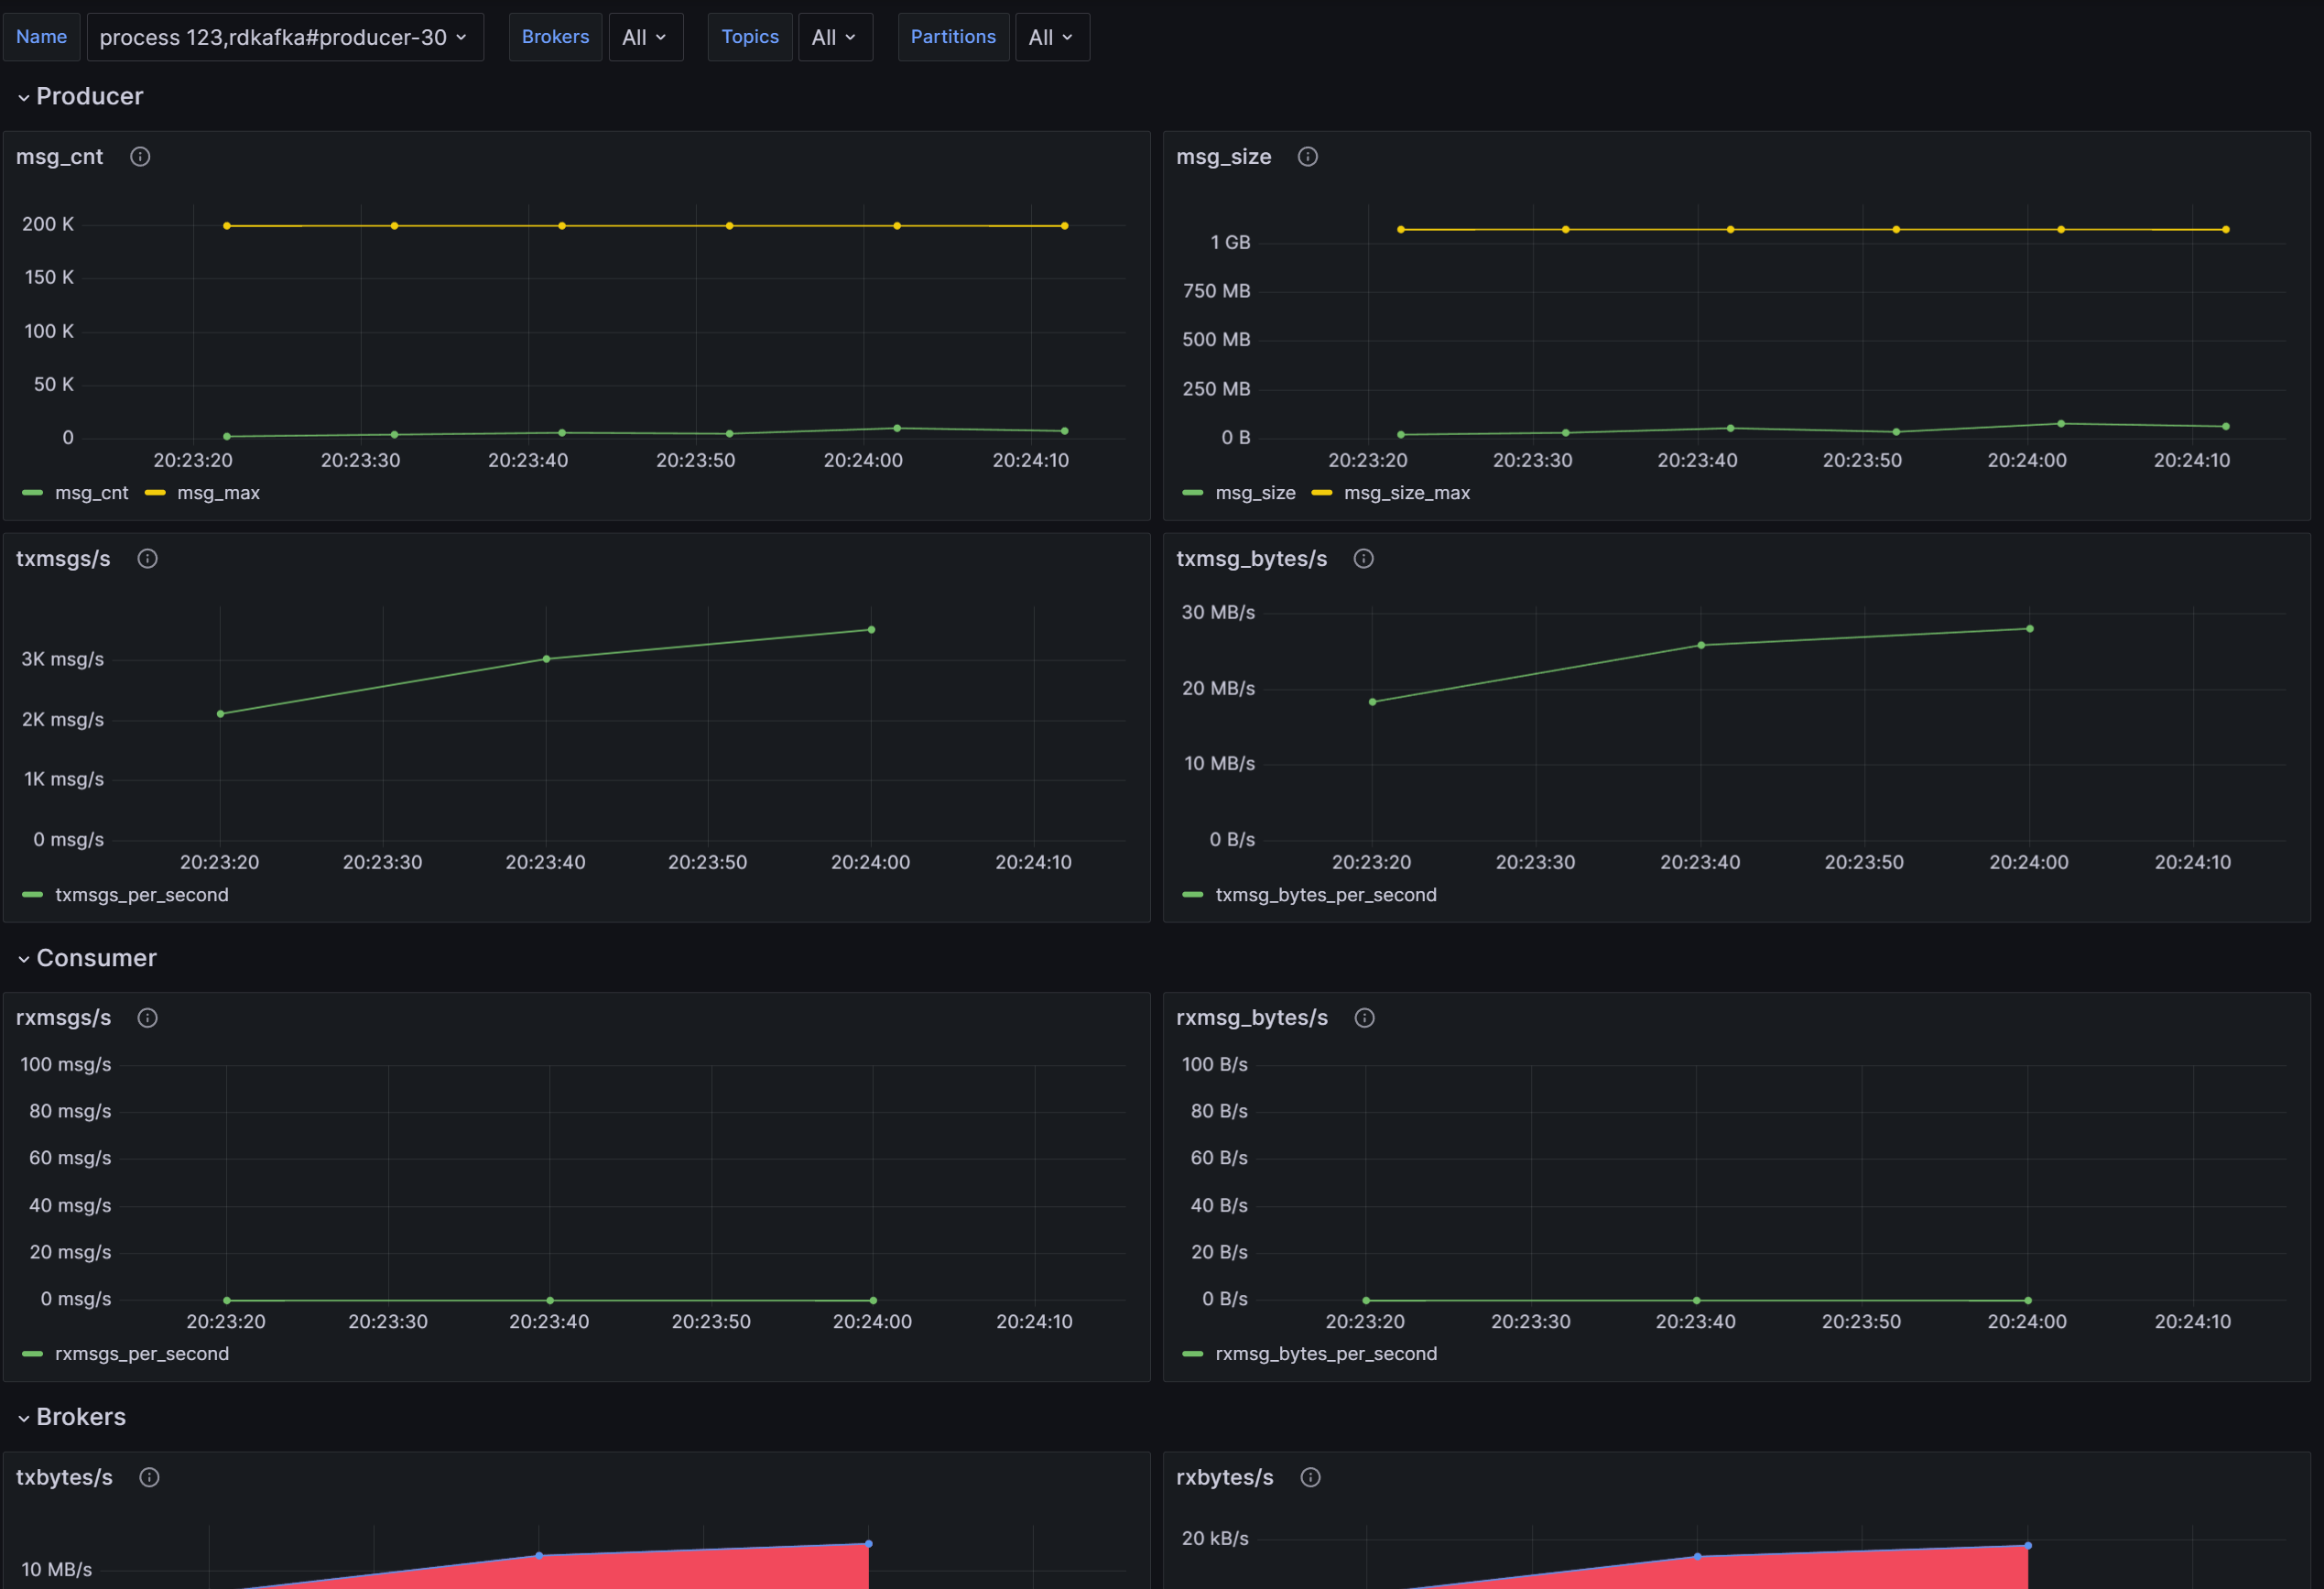 Name process 123,rdkafka#producer-30 Brokers All Topics All Partitions All
Producer
msg_cnt
200 K
150 K
100 K
50 K
0
20:23:20 20:23:30 20:23:40 20:23:50 20:24:00 20:24:10
msg_cnt msg_max
msg_size
1 GB
750 MB
500 MB
250 MB
0 B
20:23:20 20:23:30 20:23:40 20:23:50 20:24:00 20:24:10
msg_size msg_size_max
txmsgs/s
3K msg/s
2K msg/s
1K msg/s
0 msg/s
20:23:20 20:23:30 20:23:40 20:23:50 20:24:00 20:24:10
txmsgs_per_second
txmsg_bytes/s
30 MB/s
20 MB/s
10 MB/s
0 B/s
20:23:20 20:23:30 20:23:40 20:23:50 20:24:00 20:24:10
txmsg_bytes_per_second
Consumer
rxmsgs/s
100 msg/s
80 msg/s
60 msg/s
40 msg/s
20 msg/s
0 msg/s
20:23:20 20:23:30 20:23:40 20:23:50 20:24:00 20:24:10
rxmsgs_per_second
rxmsg_bytes/s
100 B/s
80 B/s
60 B/s
40 B/s
20 B/s
0 B/s
20:23:20 20:23:30 20:23:40 20:23:50 20:24:00 20:24:10
rxmsg_bytes_per_second
Brokers
txbytes/s
10 MB/s
rxbytes/s
20 kB/s